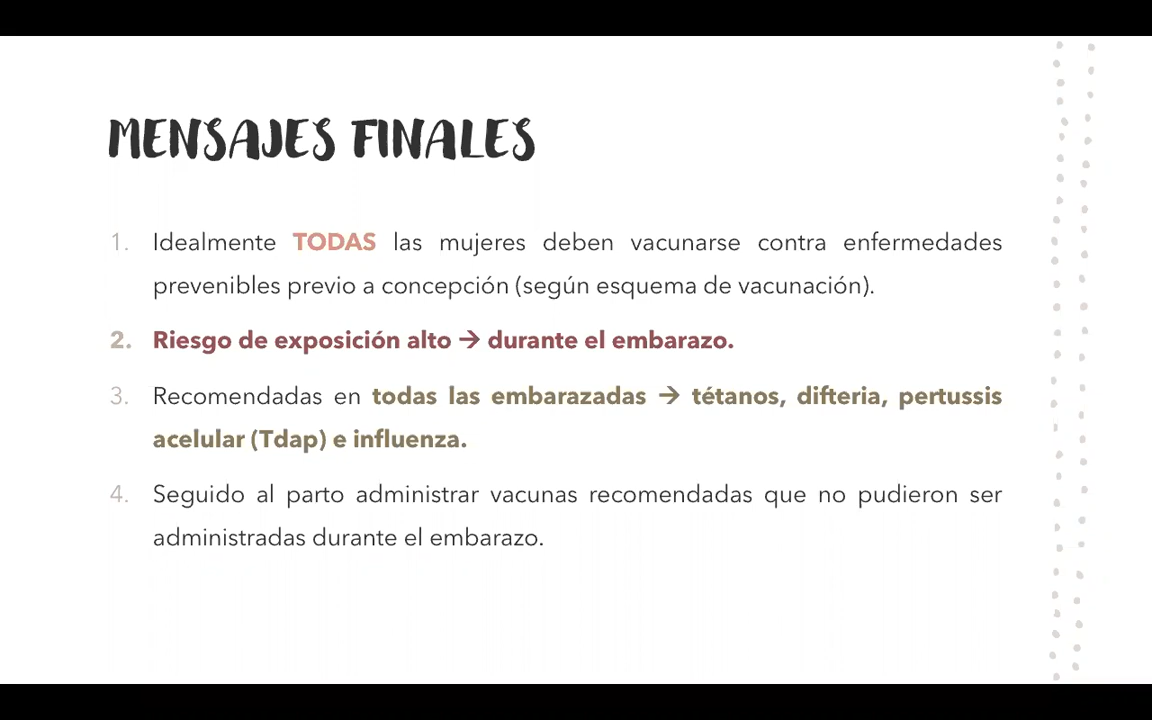 MENSAJES FINALES
1. Idealmente TODAS las mujeres deben vacunarse contra enfermedades
prevenibles previo a concepción (según esquema de vacunación).
2. Riesgo de exposición alto → durante el embarazo.
3. Recomendadas en todas las embarazadas → tétanos, difteria, pertussis
acelular (Tdap) e influenza.
4. Seguido al parto administrar vacunas recomendadas que no pudieron ser
administradas durante el embarazo.